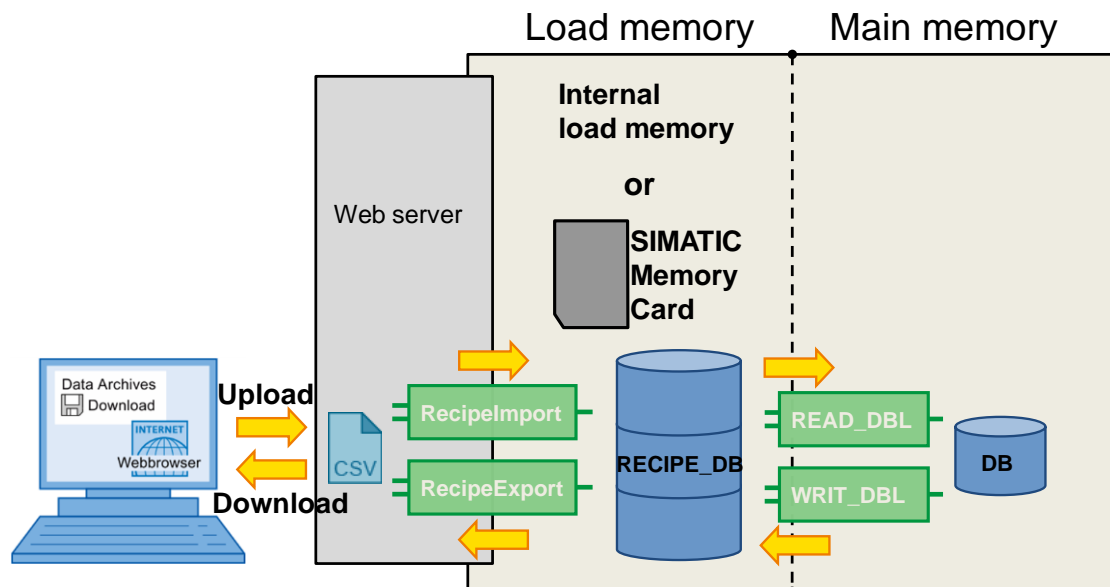 Load memory
Main memory
Internal
load memory
or
Web server
SIMATIC
Memory
Card
Data Archives
Download
INTERNET
Webbrowser
Upload
Download
CSV
RecipeImport
RecipeExport
RECIPE_DB
READ_DBL
WRIT_DBL
DB